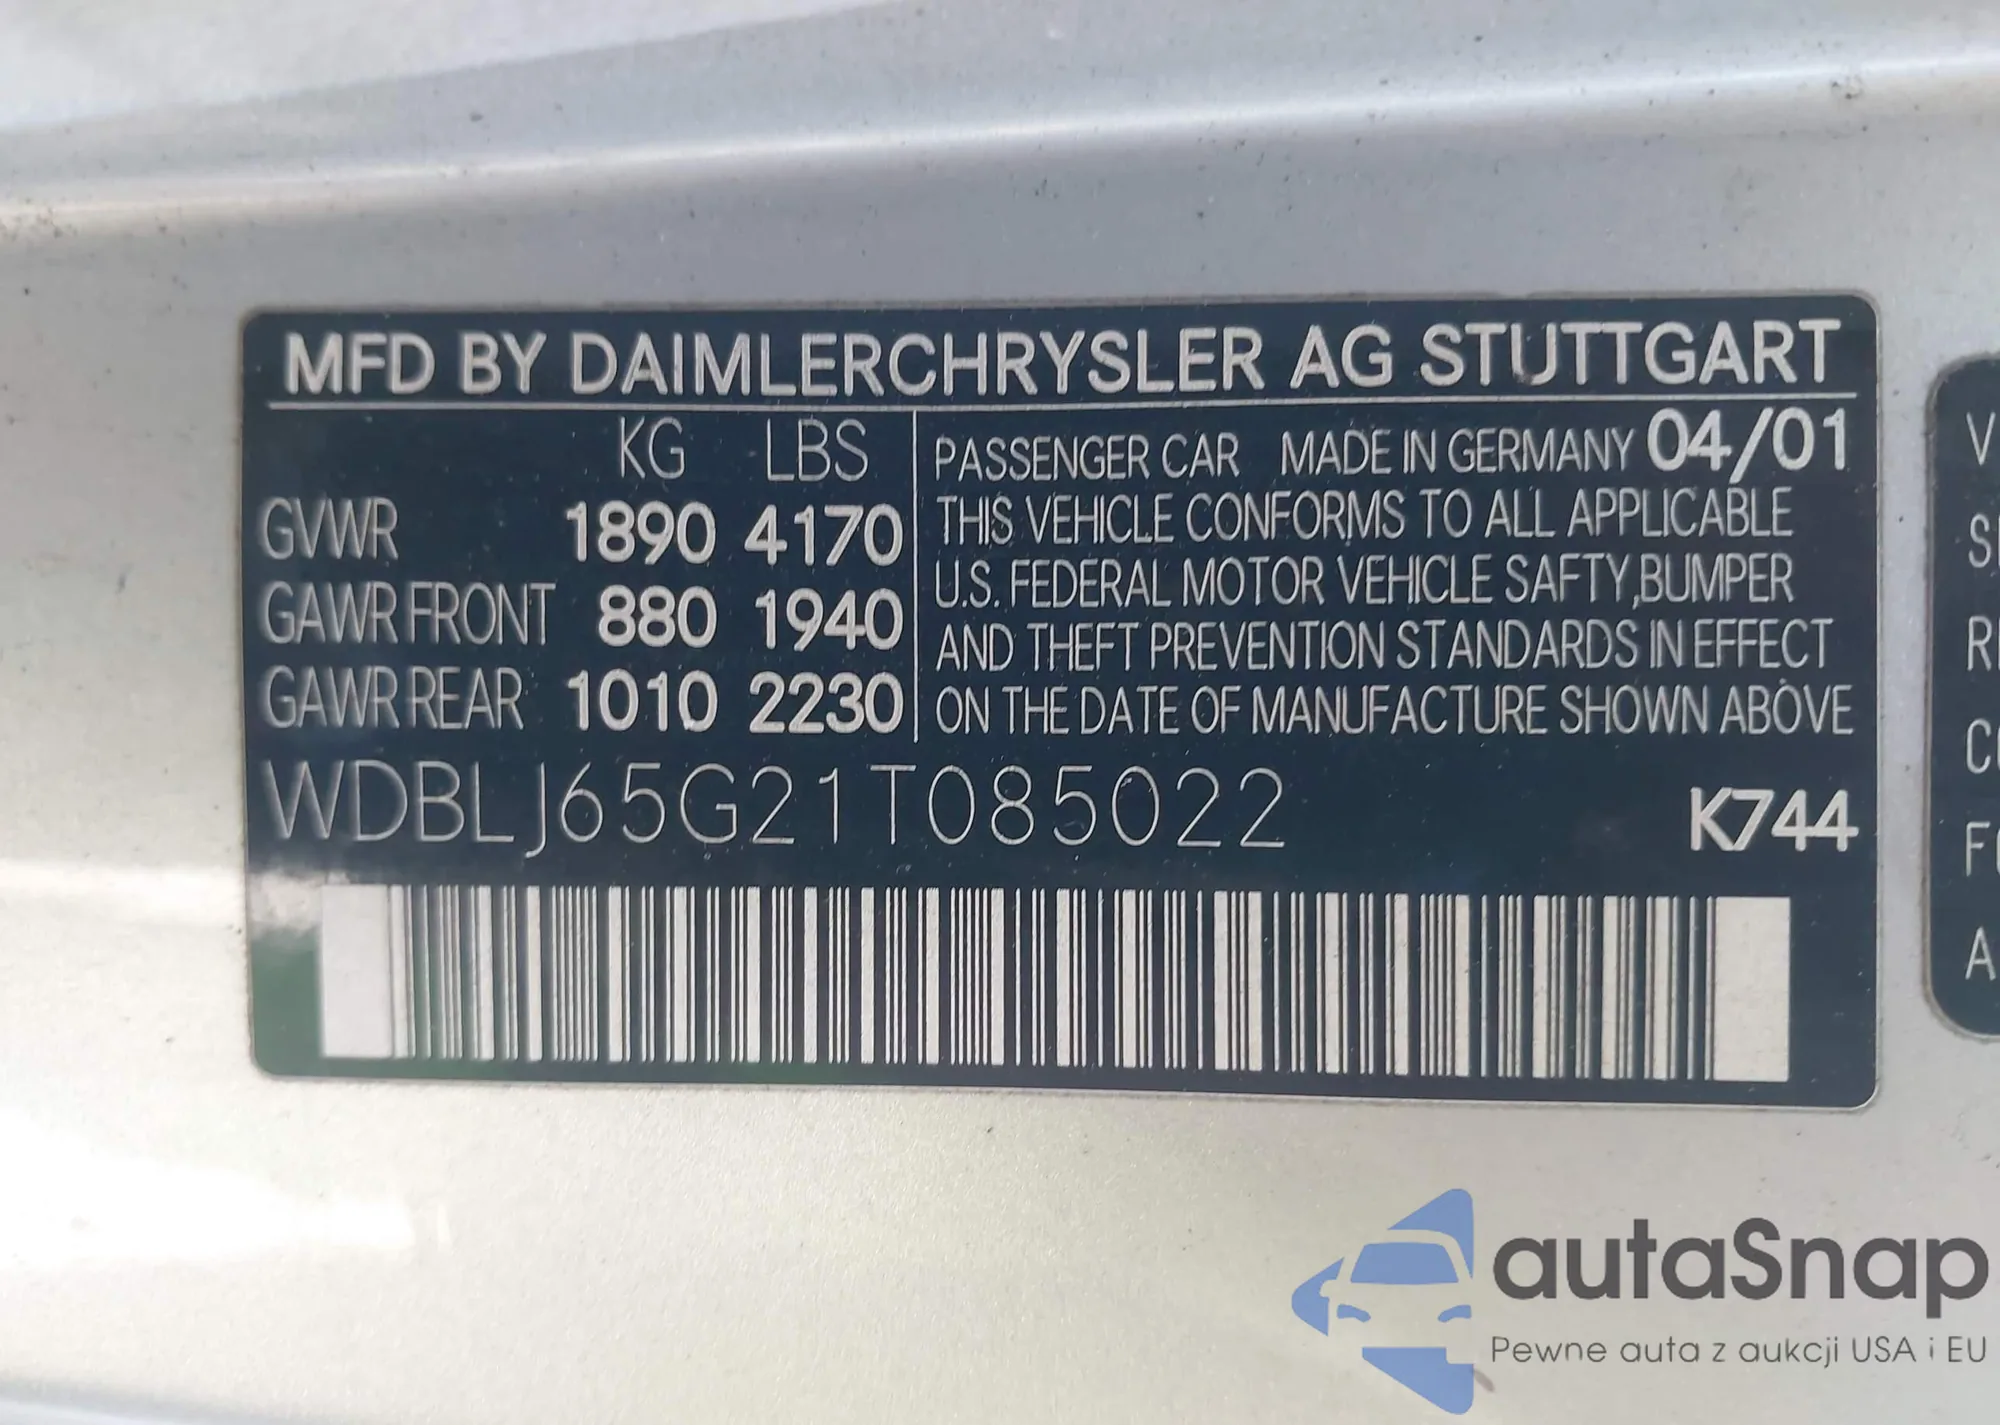 MFD BY DAIMLERCHRYSLER AG STUTTGART
KG LBS
GVWR 1890 4170
GAWR FRONT 880 1940
GAWR REAR 1010 2230
PASSENGER CAR MADE IN GERMANY 04/01
THIS VEHICLE CONFORMS TO ALL APPLICABLE
U.S. FEDERAL MOTOR VEHICLE SAFTY,BUMPER
AND THEFT PREVENTION STANDARDS IN EFFECT
ON THE DATE OF MANUFACTURE SHOWN ABOVE
WDBLJ65G21T085022 K744
autaSnap
Pewne auta z aukcji USA i EU